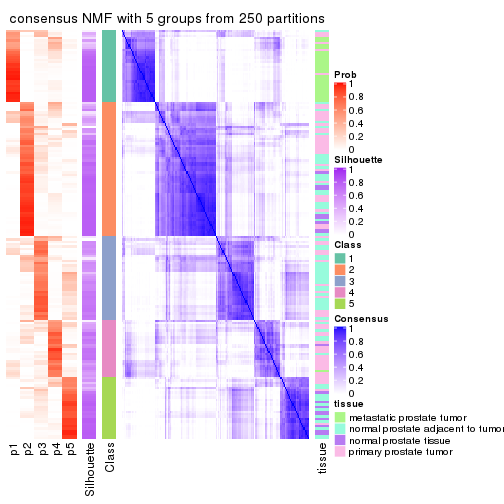 consensus NMF with 5 groups from 250 partitions
Prob
1
0.8
0.6
0.4
0.2
0
Silhouette
1
0.8
0.6
0.4
0.2
0
Class
1
2
3
4
5
Consensus
1
0.8
0.6
0.4
0.2
0
tissue
metastatic prostate tumor
normal prostate adjacent to tumor
normal prostate tissue
primary prostate tumor
p1
p2
p3
p4
p5
Silhouette
Class
tissue